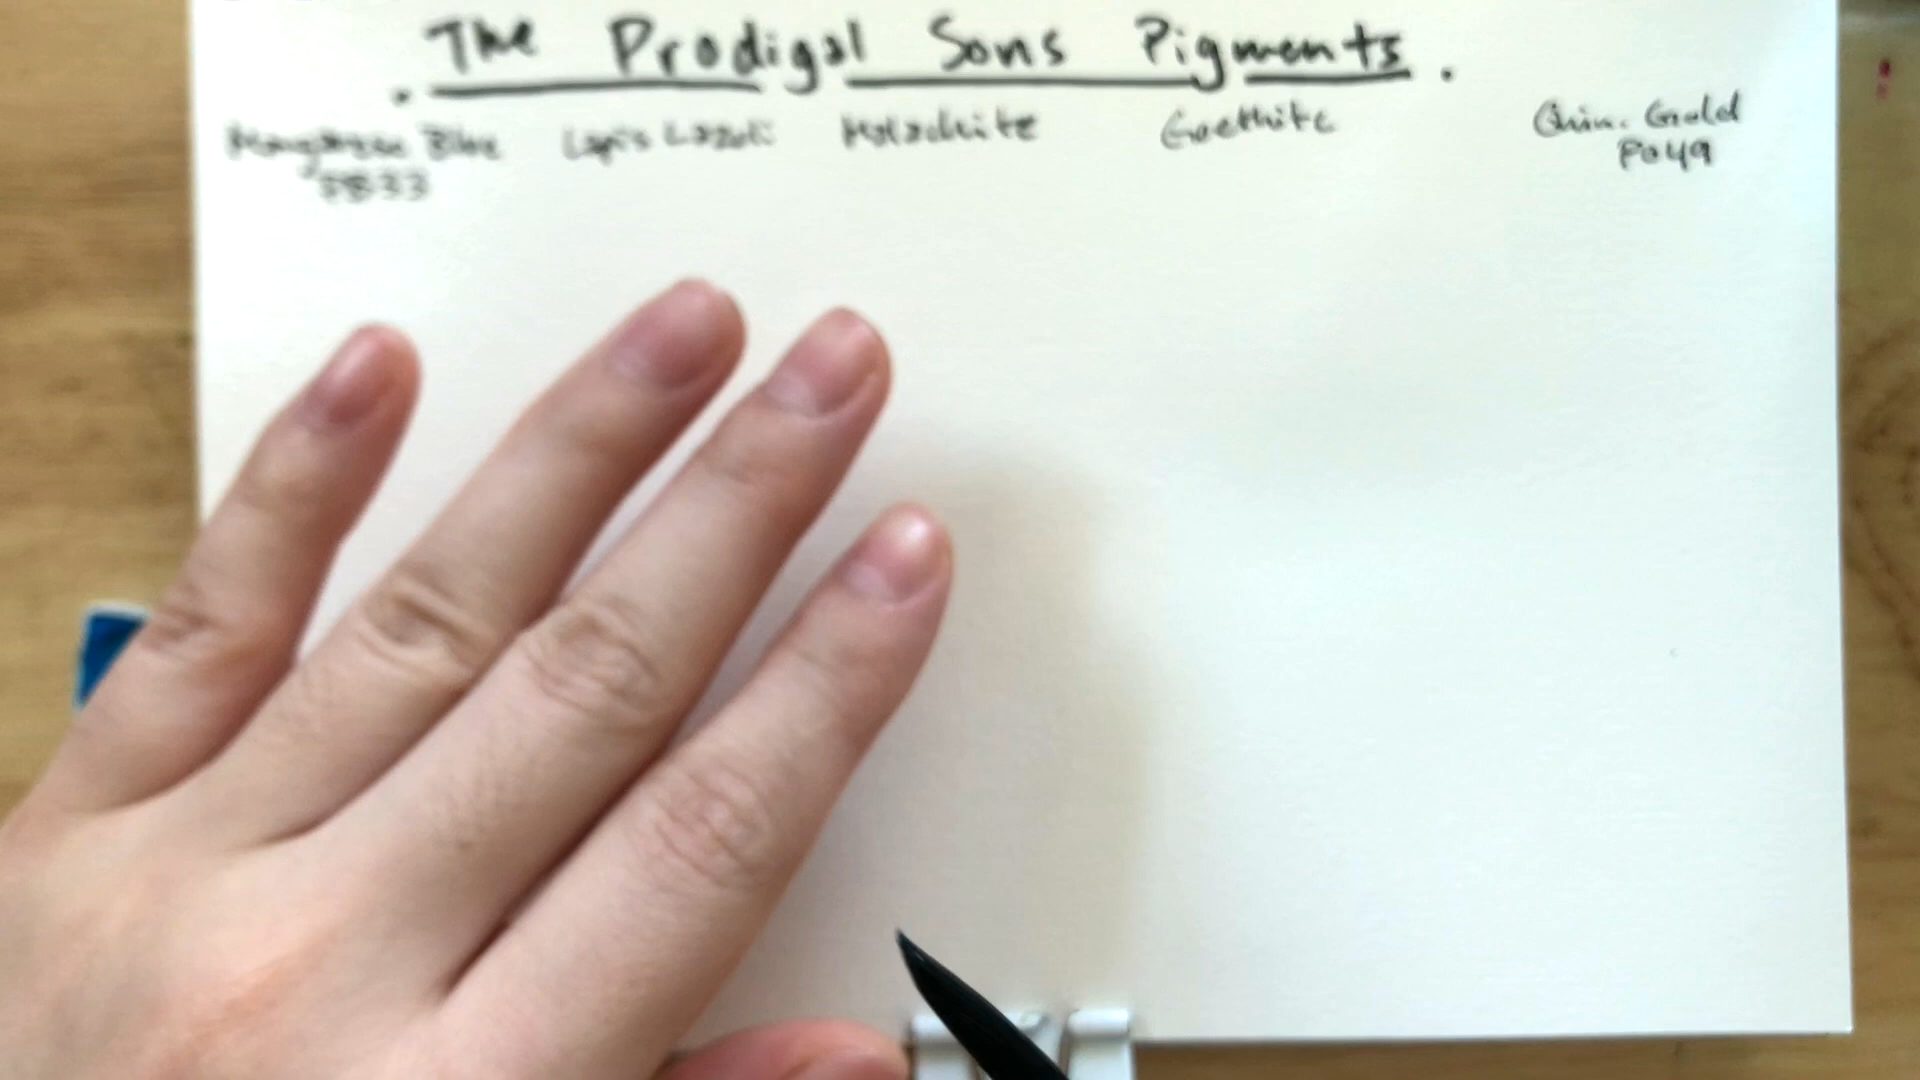 . The Prodigal Sons Pigments .
Manganese Blue Lapis Lazuli Malachite Goethite Quin. Gold
PB33 PO49